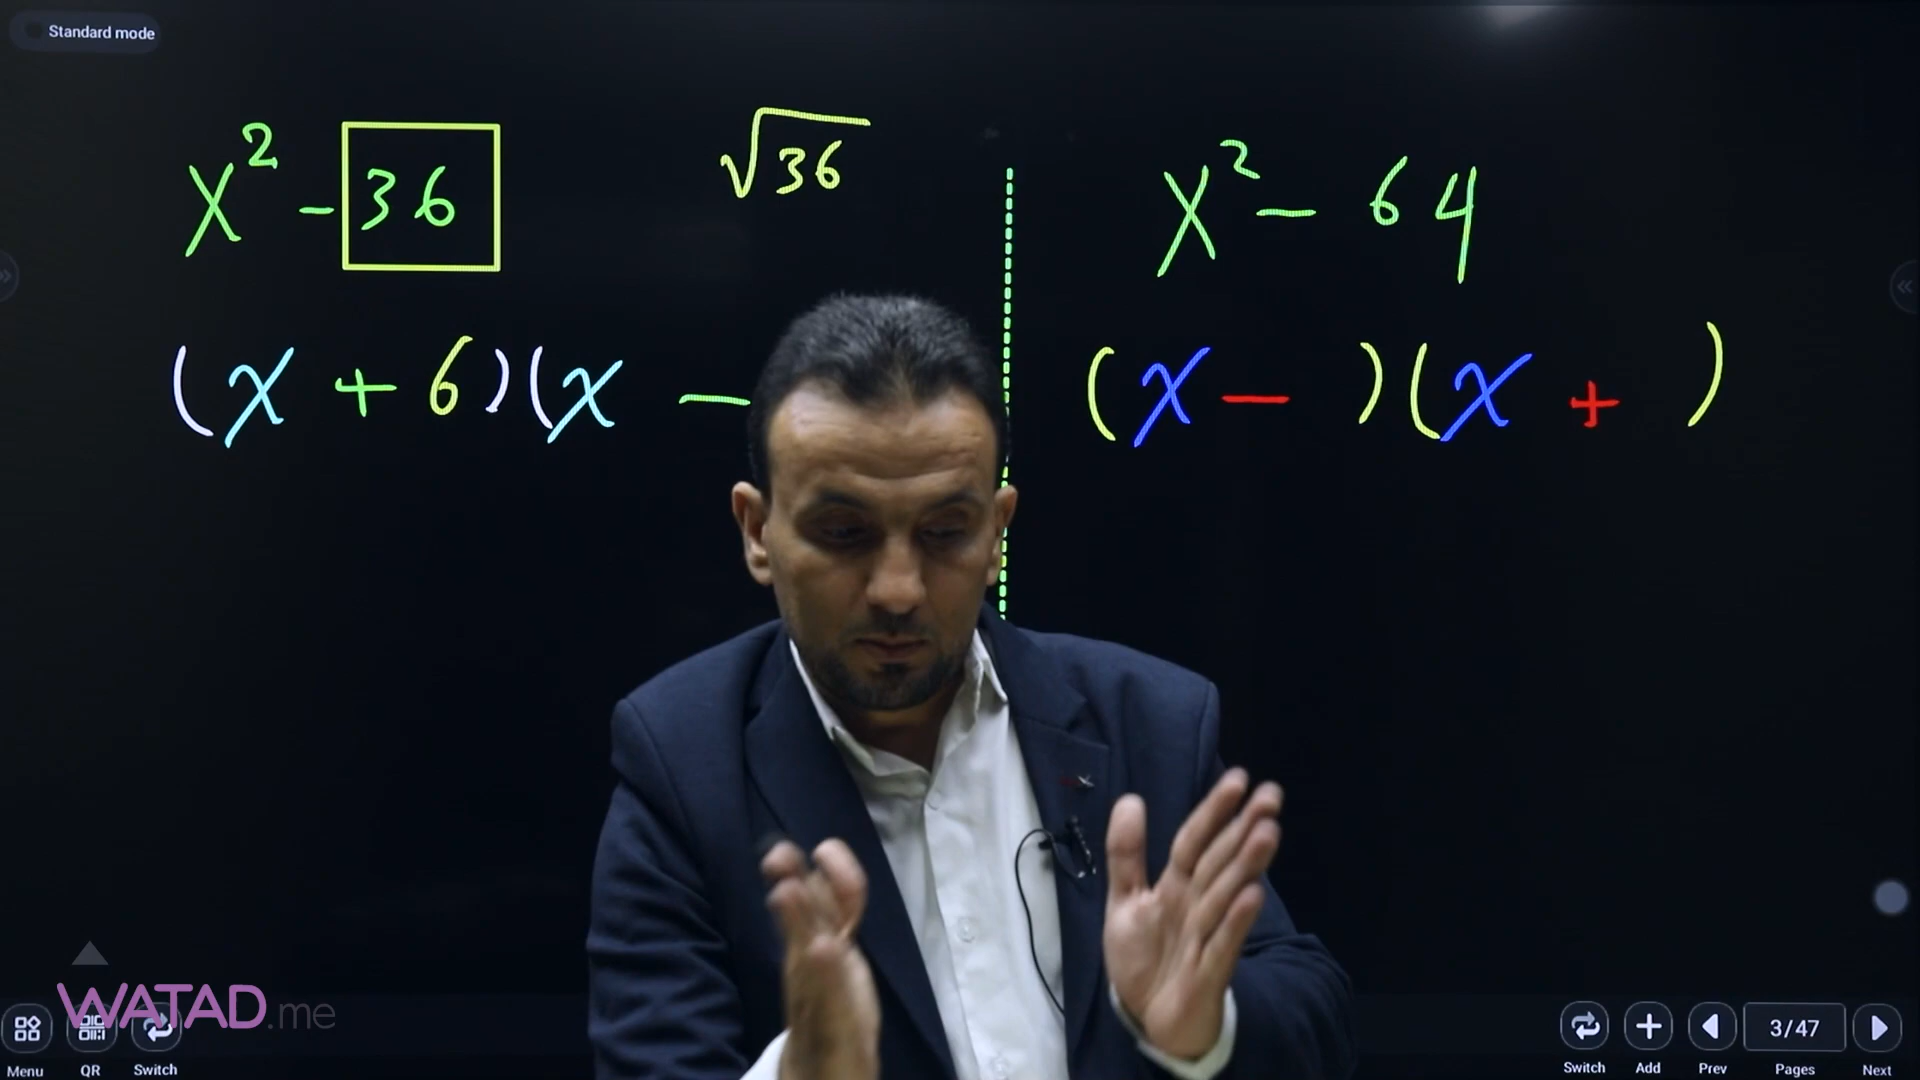 Standard mode
x² - 36
√36
x² - 64
(x + 6)(x -
(x - )(x + )
WATAD.me
Menu
QR
Switch
Switch
Add
Prev
3/47
Pages
Next